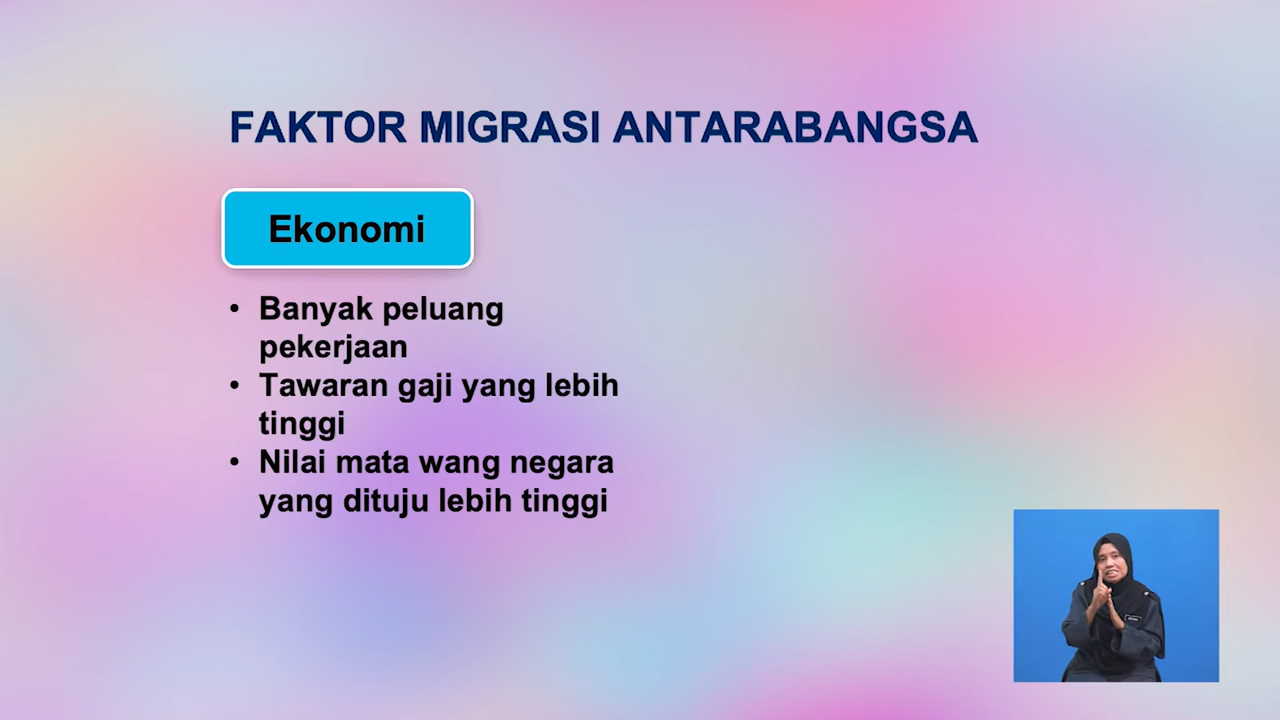 FAKTOR MIGRASI ANTARABANGSA
Ekonomi
• Banyak peluang
pekerjaan
• Tawaran gaji yang lebih
tinggi
• Nilai mata wang negara
yang dituju lebih tinggi